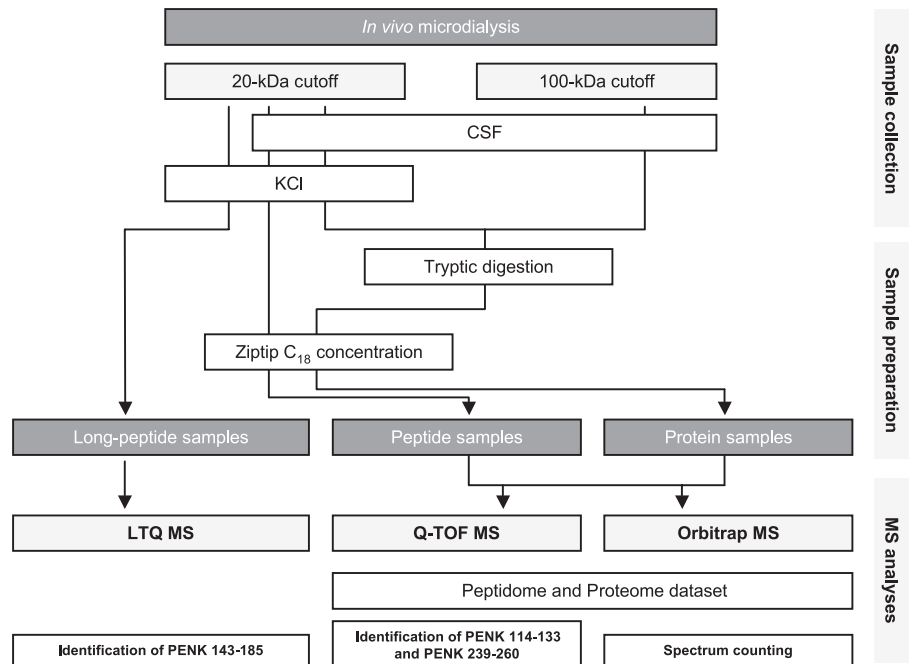 In vivo microdialysis
20-kDa cutoff
100-kDa cutoff
CSF
KCl
Tryptic digestion
Ziptip C₁₈ concentration
Long-peptide samples
Peptide samples
Protein samples
LTQ MS
Q-TOF MS
Orbitrap MS
Peptidome and Proteome dataset
Identification of PENK 143-185
Identification of PENK 114-133
and PENK 239-260
Spectrum counting
Sample collection
Sample preparation
MS analyses